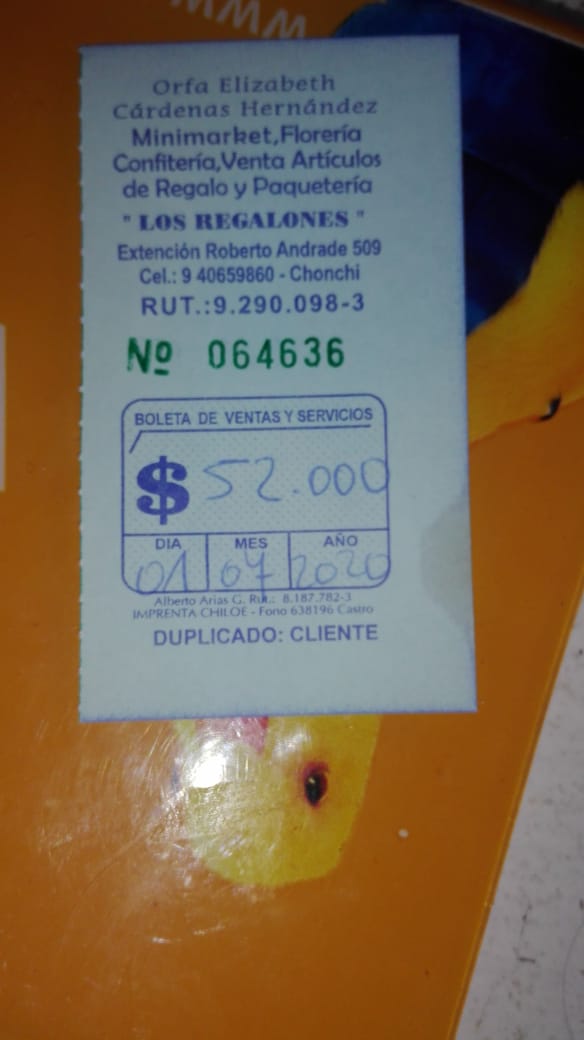 WWW
Orfa Elizabeth
Cárdenas Hernández
Minimarket,Florería
Confitería,Venta Artículos
de Regalo y Paquetería
" LOS REGALONES "
Extención Roberto Andrade 509
Cel.: 9 40659860 - Chonchi
RUT.:9.290.098-3
Nº 064636
BOLETA DE VENTAS Y SERVICIOS
$ 52.000
DIA MES AÑO
01 07 2020
Alberto Arias G. Rut.: 8.187.782-3
IMPRENTA CHILOE - Fono 638196 Castro
DUPLICADO: CLIENTE